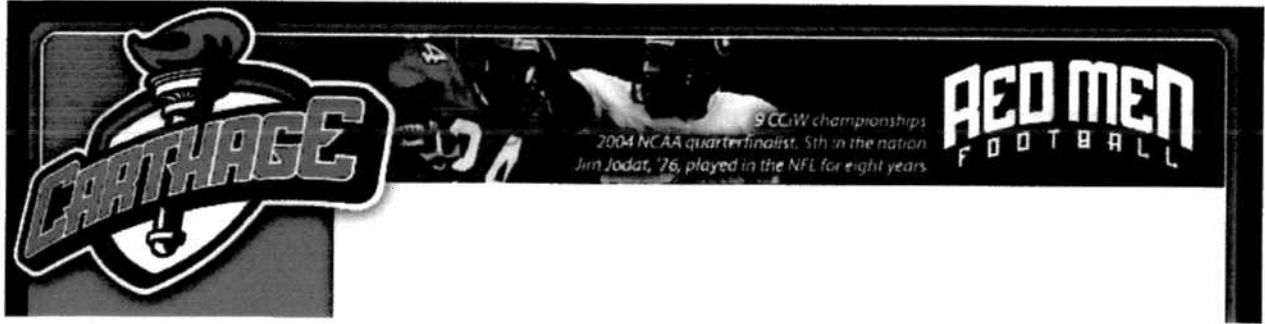 CARTHAGE
9 CCIW championships
2004 NCAA quarterfinalist, 5th in the nation
Jim Jodat, '76, played in the NFL for eight years
RED MEN
FOOTBALL